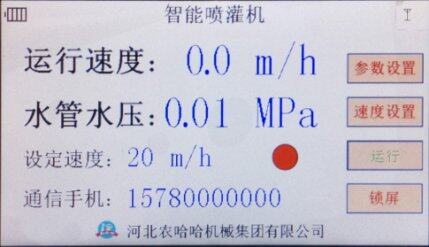 智能喷灌机
运行速度: 0.0 m/h
参数设置
水管水压: 0.01 MPa
速度设置
设定速度: 20 m/h
运行
通信手机: 15780000000
锁屏
河北农哈哈机械集团有限公司